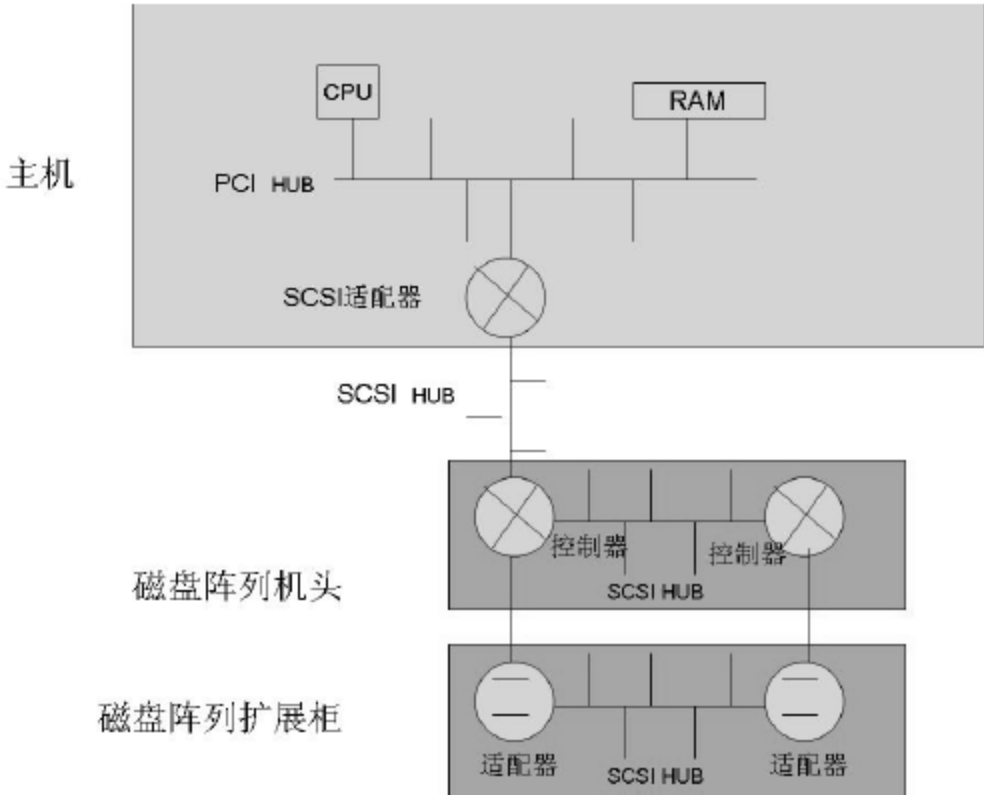 CPU
RAM
主机
PCI HUB
SCSI适配器
SCSI HUB
控制器
控制器
磁盘阵列机头
SCSI HUB
磁盘阵列扩展柜
适配器
SCSI HUB
适配器